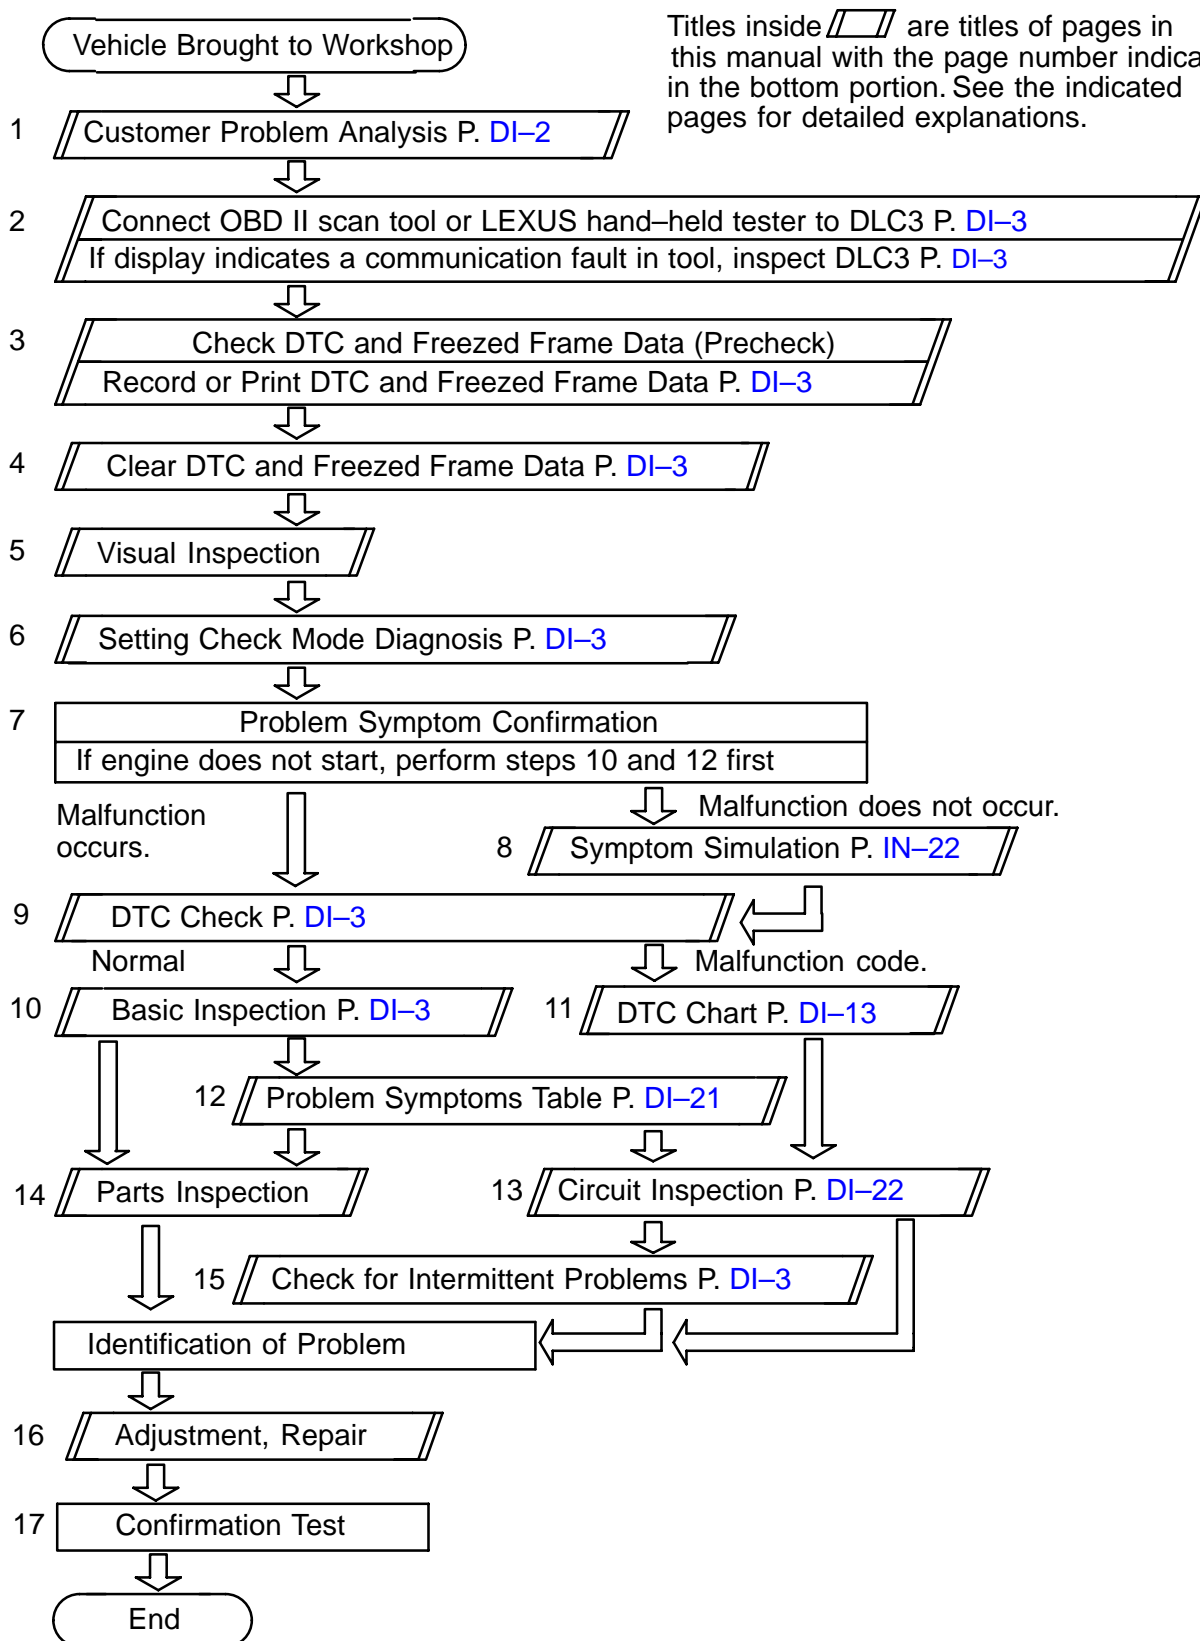 Vehicle Brought to Workshop
Titles inside are titles of pages in
this manual with the page number indica
in the bottom portion. See the indicated
pages for detailed explanations.
1 Customer Problem Analysis P. DI–2
2 Connect OBD II scan tool or LEXUS hand–held tester to DLC3 P. DI–3
If display indicates a communication fault in tool, inspect DLC3 P. DI–3
3 Check DTC and Freezed Frame Data (Precheck)
Record or Print DTC and Freezed Frame Data P. DI–3
4 Clear DTC and Freezed Frame Data P. DI–3
5 Visual Inspection
6 Setting Check Mode Diagnosis P. DI–3
7 Problem Symptom Confirmation
If engine does not start, perform steps 10 and 12 first
Malfunction
occurs.
Malfunction does not occur.
8 Symptom Simulation P. IN–22
9 DTC Check P. DI–3
Normal
Malfunction code.
10 Basic Inspection P. DI–3
11 DTC Chart P. DI–13
12 Problem Symptoms Table P. DI–21
14 Parts Inspection
13 Circuit Inspection P. DI–22
15 Check for Intermittent Problems P. DI–3
Identification of Problem
16 Adjustment, Repair
17 Confirmation Test
End